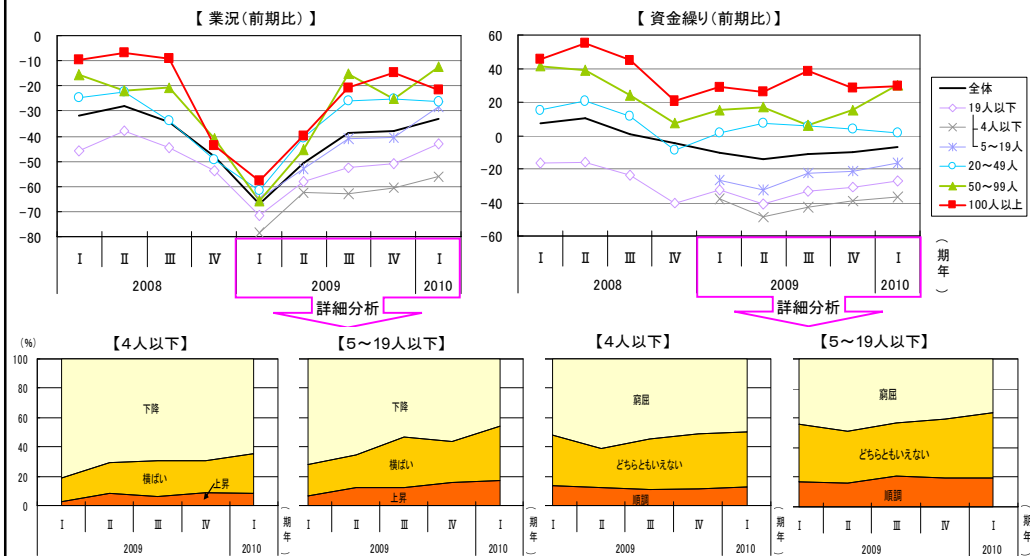 【 業況（前期比）】
0
−10
−20
−30
−40
−50
−60
−70
−80
Ⅰ Ⅱ Ⅲ Ⅳ Ⅰ Ⅱ Ⅲ Ⅳ Ⅰ
2008 2009 2010
【 資金繰り（前期比）】
60
40
20
0
−20
−40
−60
Ⅰ Ⅱ Ⅲ Ⅳ Ⅰ Ⅱ Ⅲ Ⅳ Ⅰ
2008 2009 2010
（期年）
全体
19人以下
4人以下
5〜19人
20〜49人
50〜99人
100人以上
詳細分析
詳細分析
【４人以下】
(%)
100
80
60
40
20
0
下降
横ばい
上昇
Ⅰ Ⅱ Ⅲ Ⅳ Ⅰ
2009 2010
（期年）
【５〜１９人以下】
下降
横ばい
上昇
Ⅰ Ⅱ Ⅲ Ⅳ Ⅰ
2009 2010
（期年）
【４人以下】
窮屈
どちらともいえない
順調
Ⅰ Ⅱ Ⅲ Ⅳ Ⅰ
2009 2010
（期年）
【５〜１９人以下】
窮屈
どちらともいえない
順調
Ⅰ Ⅱ Ⅲ Ⅳ Ⅰ
2009 2010
（期年）